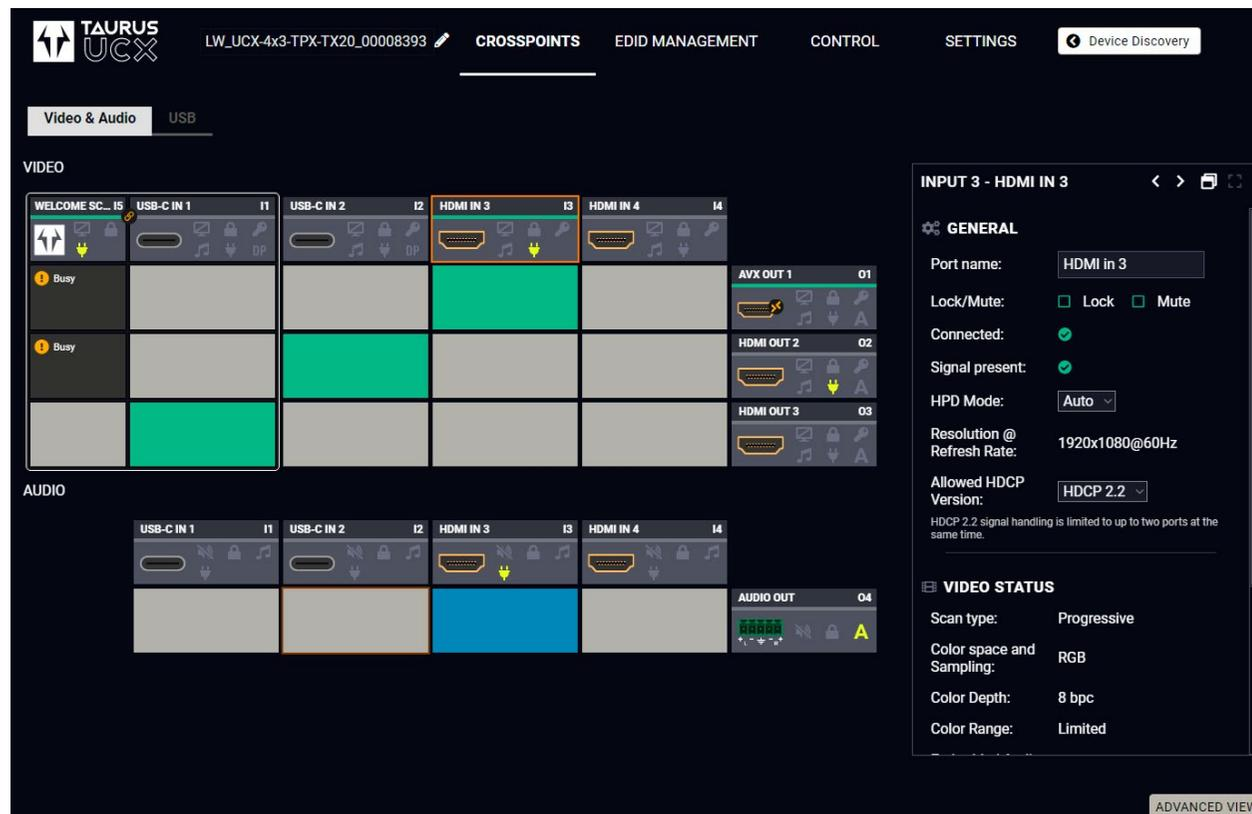 TAURUS
UCX
LW_UCX-4x3-TPX-TX20_00008393
CROSSPOINTS
EDID MANAGEMENT
CONTROL
SETTINGS
Device Discovery
Video & Audio
USB
VIDEO
WELCOME SC... I5
USB-C IN 1 I1
USB-C IN 2 I2
HDMI IN 3 I3
HDMI IN 4 I4
DP
DP
Busy
AVX OUT 1 O1
A
Busy
HDMI OUT 2 O2
A
HDMI OUT 3 O3
A
AUDIO
USB-C IN 1 I1
USB-C IN 2 I2
HDMI IN 3 I3
HDMI IN 4 I4
AUDIO OUT O4
A
INPUT 3 - HDMI IN 3
GENERAL
Port name: HDMI in 3
Lock/Mute: Lock Mute
Connected:
Signal present:
HPD Mode: Auto
Resolution @
Refresh Rate: 1920x1080@60Hz
Allowed HDCP
Version: HDCP 2.2
HDCP 2.2 signal handling is limited to up to two ports at the
same time.
VIDEO STATUS
Scan type: Progressive
Color space and
Sampling: RGB
Color Depth: 8 bpc
Color Range: Limited
ADVANCED VIEW